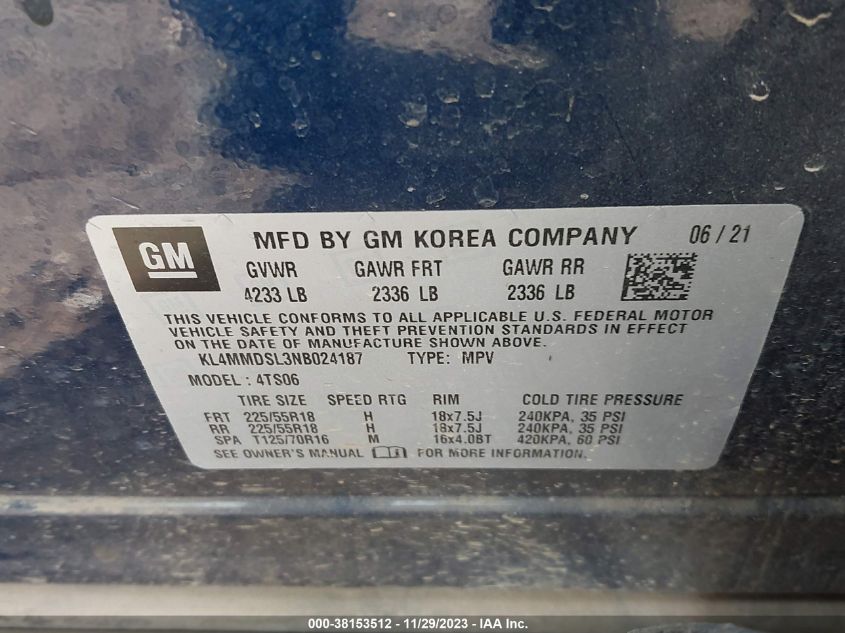 GM MFD BY GM KOREA COMPANY 06 / 21
GVWR GAWR FRT GAWR RR
4233 LB 2336 LB 2336 LB
THIS VEHICLE CONFORMS TO ALL APPLICABLE U.S. FEDERAL MOTOR
VEHICLE SAFETY AND THEFT PREVENTION STANDARDS IN EFFECT
ON THE DATE OF MANUFACTURE SHOWN ABOVE.
KL4MMDSL3NB024187 TYPE: MPV
MODEL : 4TS06
TIRE SIZE SPEED RTG RIM COLD TIRE PRESSURE
FRT 225/55R18 H 18x7.5J 240KPA, 35 PSI
RR 225/55R18 H 18x7.5J 240KPA, 35 PSI
SPA T125/70R16 M 16x4.0BT 420KPA, 60 PSI
SEE OWNER'S MANUAL FOR MORE INFORMATION.
000-38153512 - 11/29/2023 - IAA Inc.